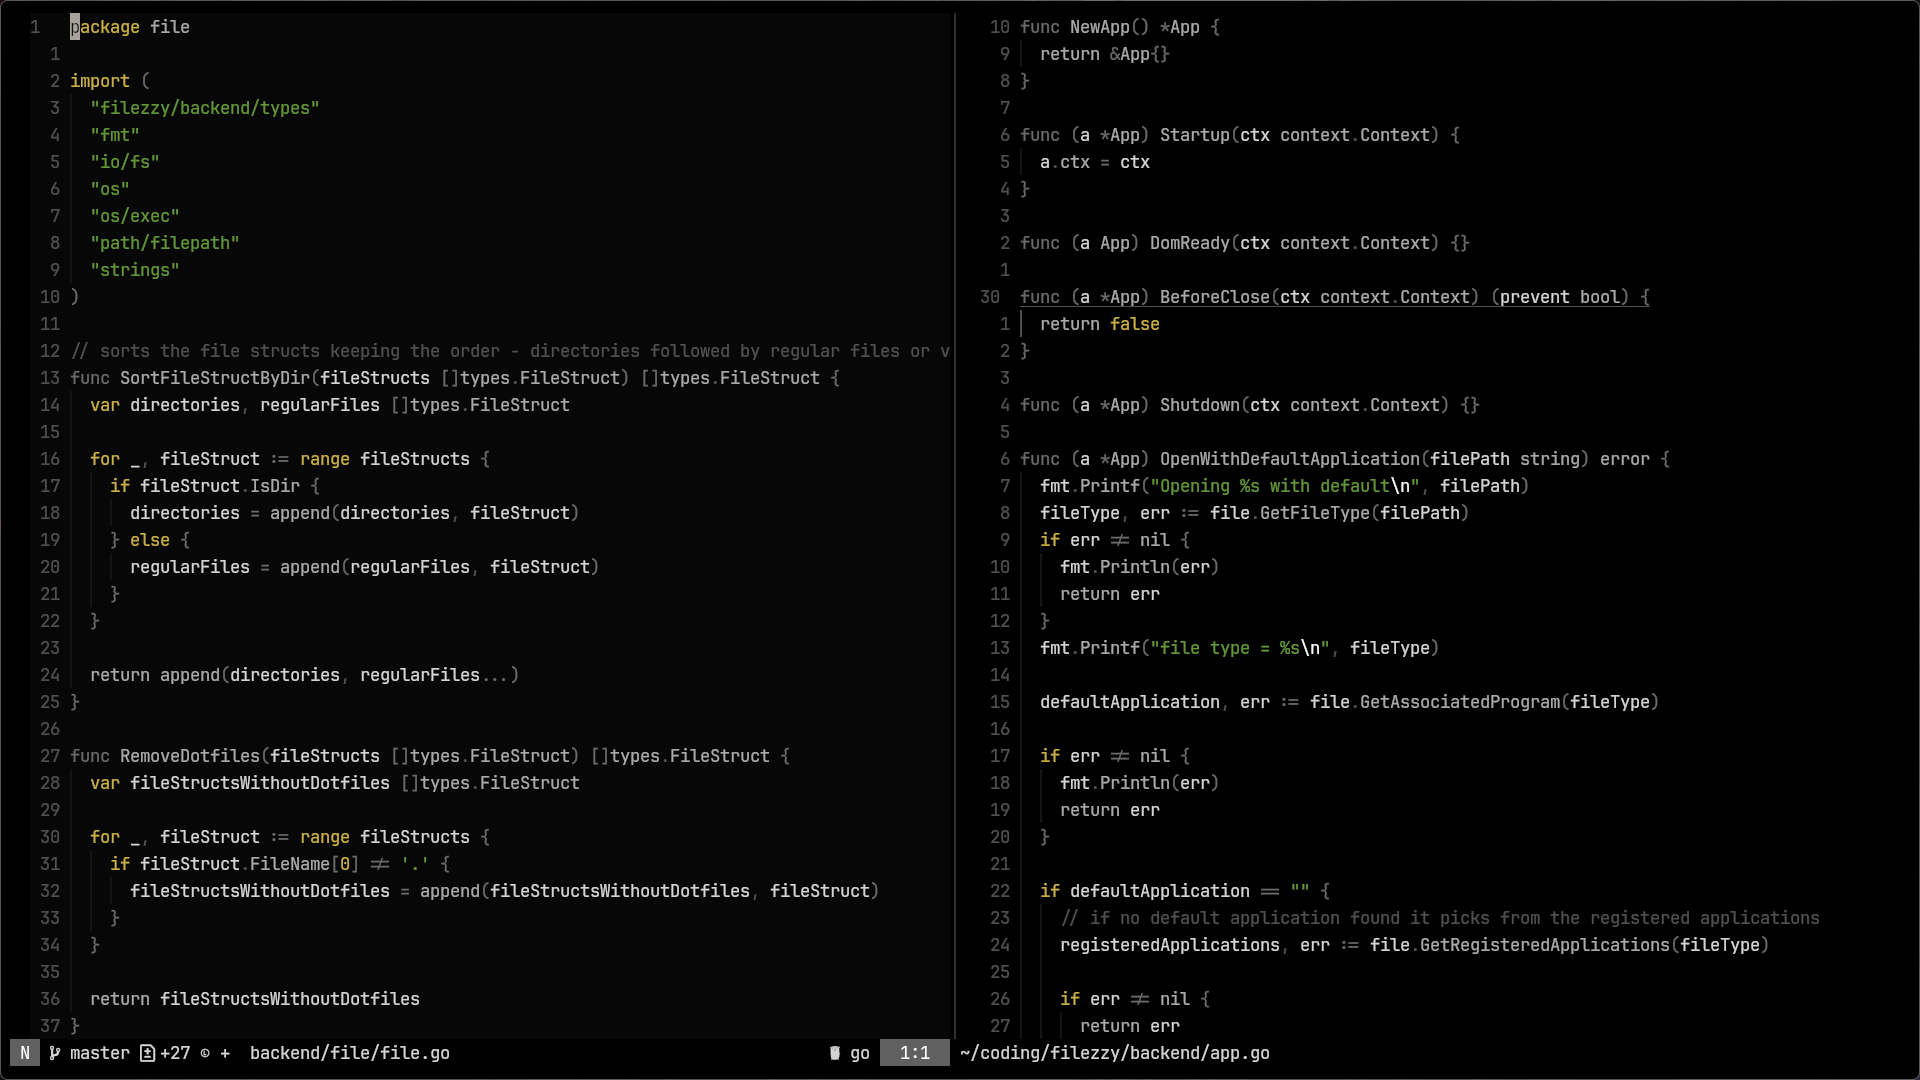 1   package file
  1
  2 import (
  3   "filezzy/backend/types"
  4   "fmt"
  5   "io/fs"
  6   "os"
  7   "os/exec"
  8   "path/filepath"
  9   "strings"
 10 )
 11
 12 // sorts the file structs keeping the order - directories followed by regular files or v
 13 func SortFileStructByDir(fileStructs []types.FileStruct) []types.FileStruct {
 14   var directories, regularFiles []types.FileStruct
 15
 16   for _, fileStruct := range fileStructs {
 17     if fileStruct.IsDir {
 18       directories = append(directories, fileStruct)
 19     } else {
 20       regularFiles = append(regularFiles, fileStruct)
 21     }
 22   }
 23
 24   return append(directories, regularFiles...)
 25 }
 26
 27 func RemoveDotfiles(fileStructs []types.FileStruct) []types.FileStruct {
 28   var fileStructsWithoutDotfiles []types.FileStruct
 29
 30   for _, fileStruct := range fileStructs {
 31     if fileStruct.FileName[0] != '.' {
 32       fileStructsWithoutDotfiles = append(fileStructsWithoutDotfiles, fileStruct)
 33     }
 34   }
 35
 36   return fileStructsWithoutDotfiles
 37 }
N master +27 + backend/file/file.go go 1:1
 10 func NewApp() *App {
  9   return &App{}
  8 }
  7
  6 func (a *App) Startup(ctx context.Context) {
  5   a.ctx = ctx
  4 }
  3
  2 func (a App) DomReady(ctx context.Context) {}
  1
30  func (a *App) BeforeClose(ctx context.Context) (prevent bool) {
  1   return false
  2 }
  3
  4 func (a *App) Shutdown(ctx context.Context) {}
  5
  6 func (a *App) OpenWithDefaultApplication(filePath string) error {
  7   fmt.Printf("Opening %s with default\n", filePath)
  8   fileType, err := file.GetFileType(filePath)
  9   if err != nil {
 10     fmt.Println(err)
 11     return err
 12   }
 13   fmt.Printf("file type = %s\n", fileType)
 14
 15   defaultApplication, err := file.GetAssociatedProgram(fileType)
 16
 17   if err != nil {
 18     fmt.Println(err)
 19     return err
 20   }
 21
 22   if defaultApplication == "" {
 23     // if no default application found it picks from the registered applications
 24     registeredApplications, err := file.GetRegisteredApplications(fileType)
 25
 26     if err != nil {
 27       return err
~/coding/filezzy/backend/app.go